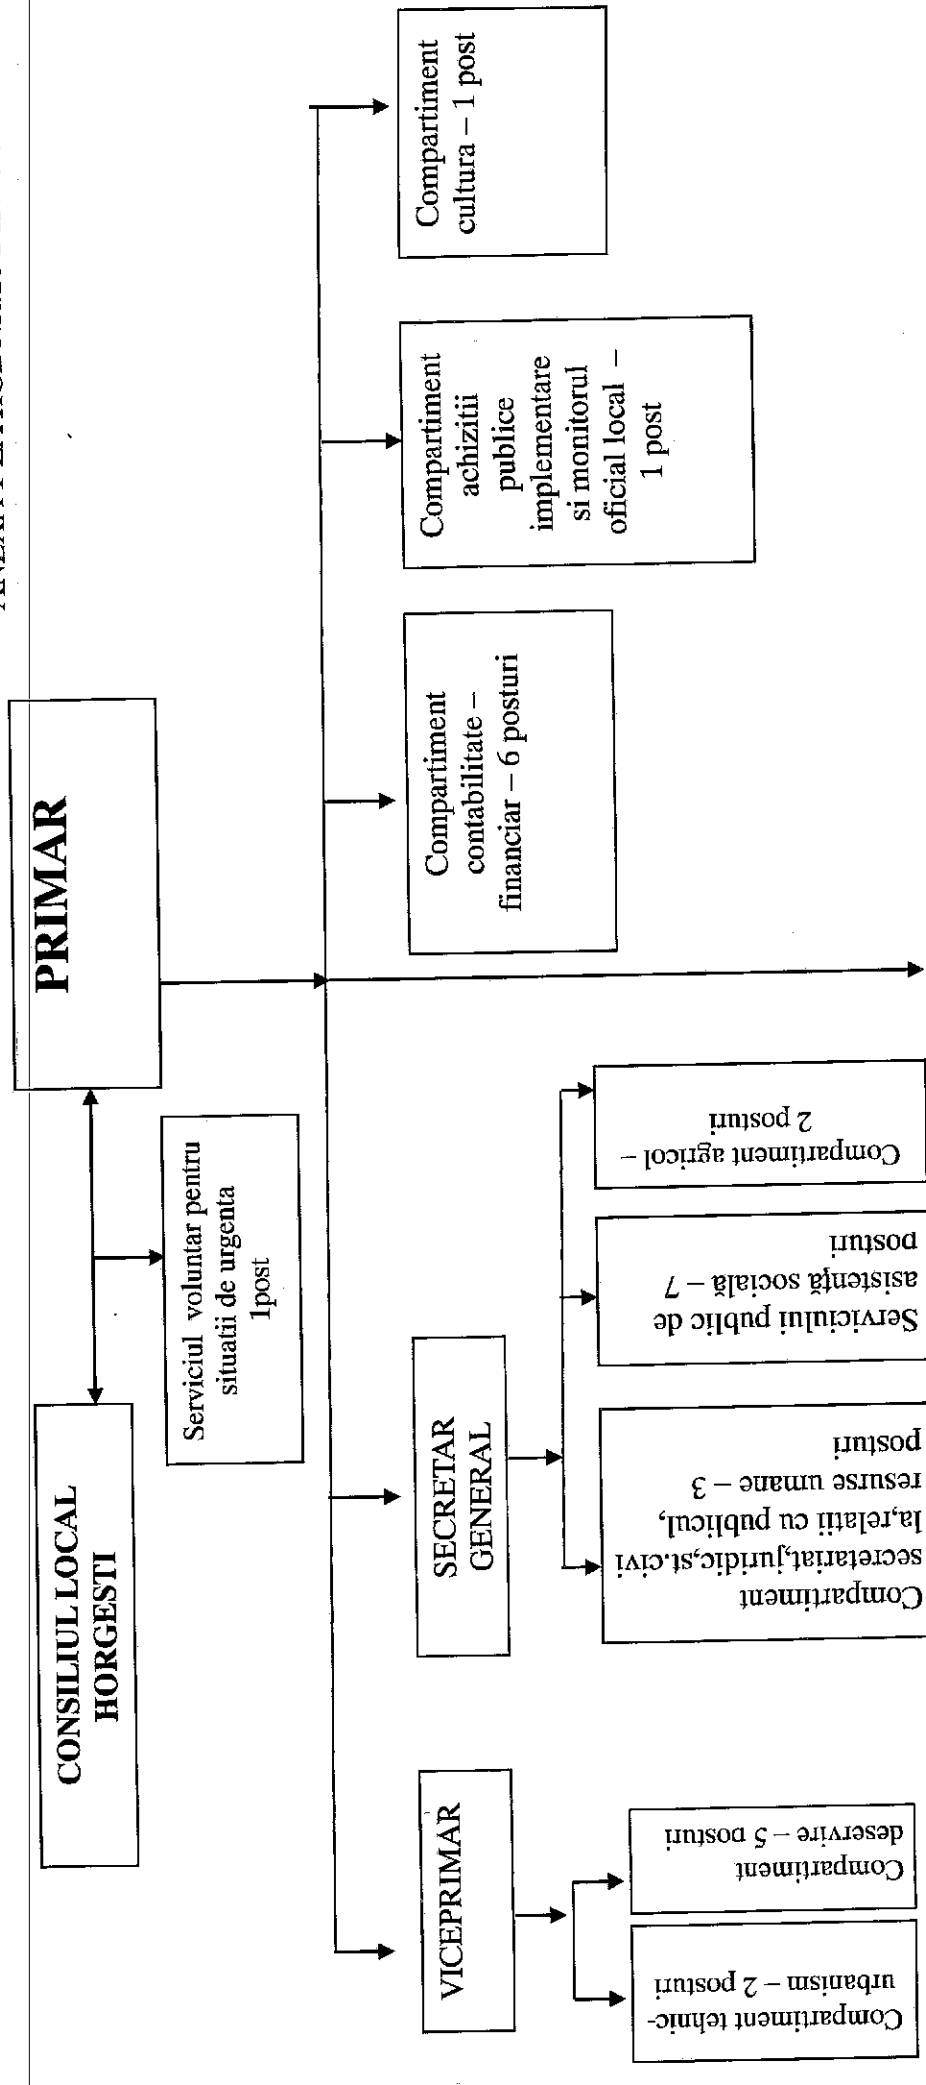 PRIMAR
CONSILIUL LOCAL
HORGESTI
Serviciul voluntar pentru
situatii de urgenta
1post
VICEPRIMAR
SECRETAR
GENERAL
Compartiment
contabilitate –
financiar – 6 posturi
Compartiment
achizitii
publice
implementare
si monitorul
oficial local –
1 post
Compartiment
cultura – 1 post
Compartiment tehnic-
urbanism – 2 posturi
Compartiment
deservire – 5 posturi
Compartiment
secretariat,juridic,st.civi
la,relatii cu publicul,
resurse umane – 3
posturi
Serviciului public de
asistență socială – 7
posturi
Compartiment agricol –
2 posturi